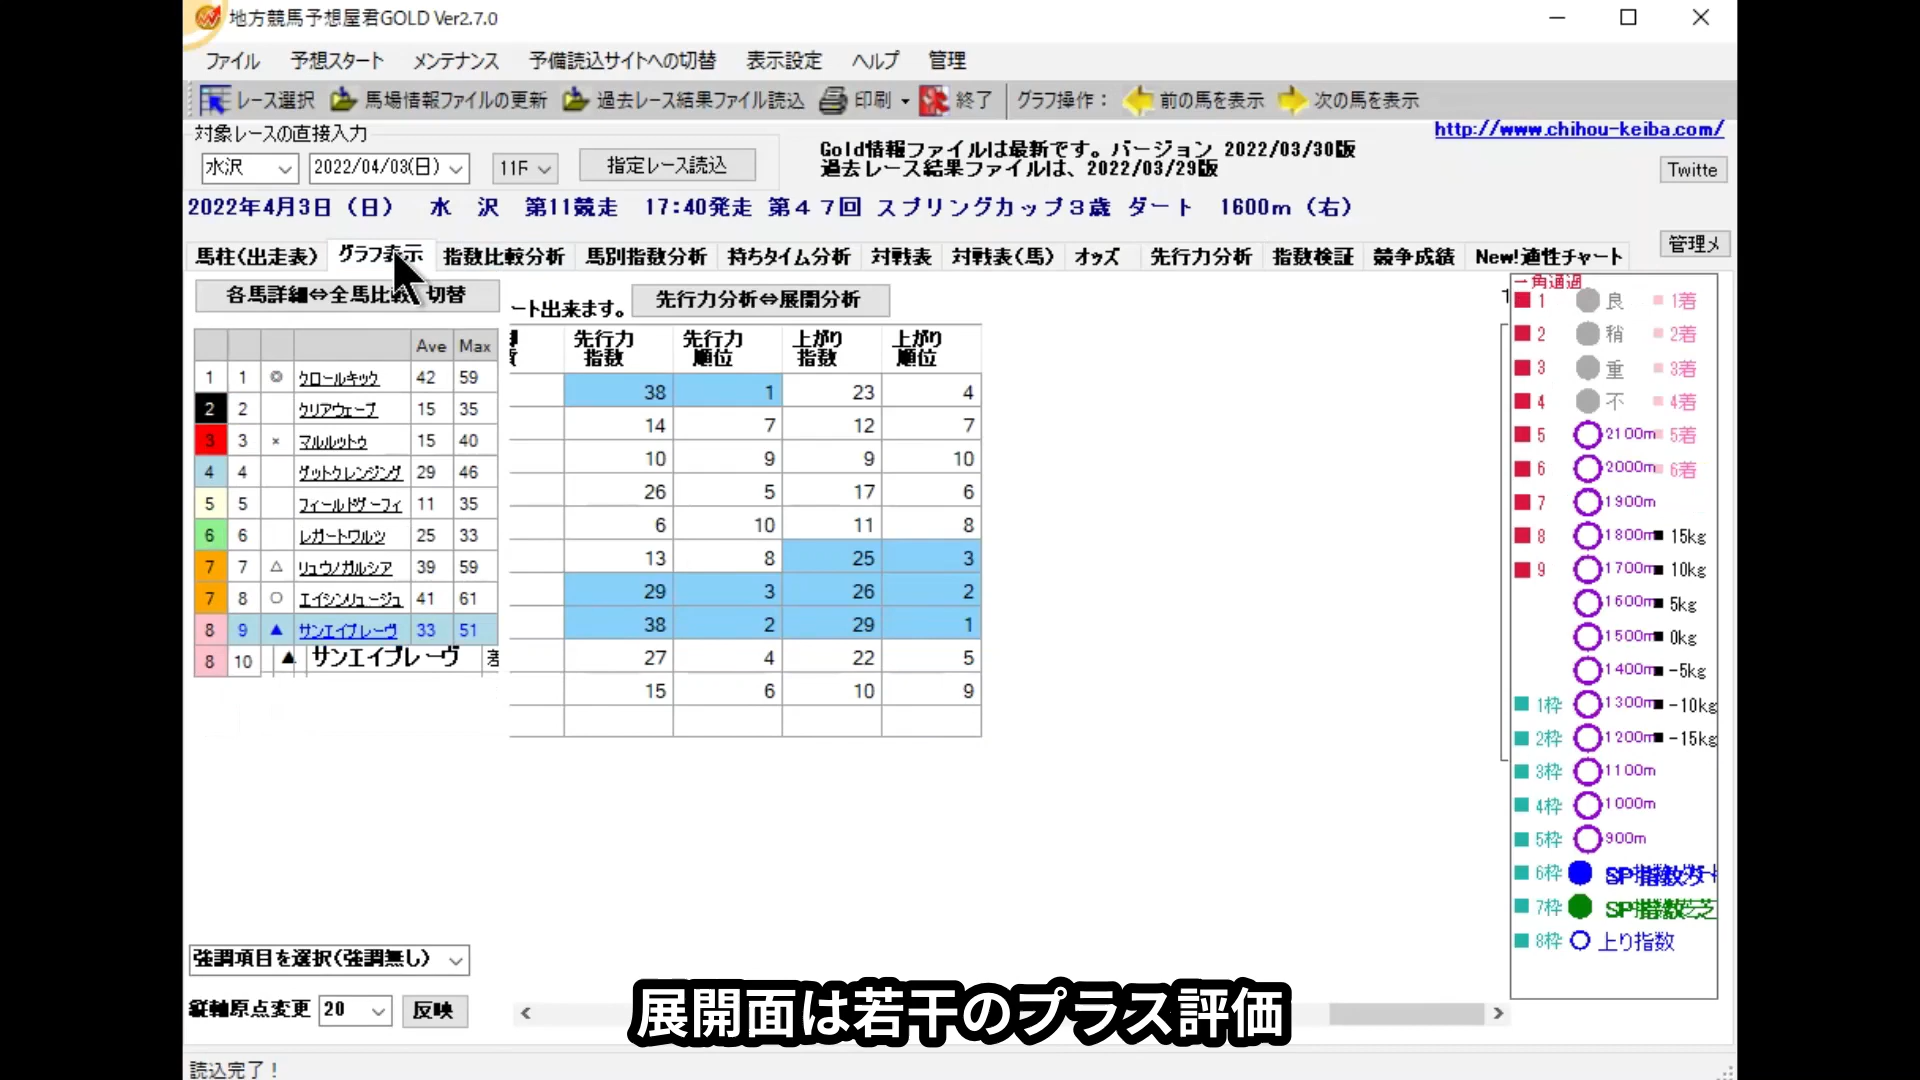 地方競馬予想屋君GOLD Ver2.7.0
ファイル 予想スタート メンテナンス 予備読込サイトへの切替 表示設定 ヘルプ 管理
レース選択 馬場情報ファイルの更新 過去レース結果ファイル読込 印刷 終了 グラフ操作： 前の馬を表示 次の馬を表示
対象レースの直接入力
http://www.chihou-keiba.com/
水沢 2022/04/03(日) 11F 指定レース読込
Gold情報ファイルは最新です。バージョン 2022/03/30版
過去レース結果ファイルは、2022/03/29版
Twitte
2022年4月3日（日） 水 沢 第11競走 17:40発走 第４７回 スプリングカップ３歳 ダート 1600m（右）
管理メ
馬柱(出走表) グラフ表示 指数比較分析 馬別指数分析 持ちタイム分析 対戦表 対戦表(馬) オッズ 先行力分析 指数検証 競争成績 New!適性チャート
各馬詳細⇔全馬比較 切替
ート出来ます。 先行力分析⇔展開分析
Ave Max
1 1 ◎ クロールキック 42 59
2 2 クリアウェーブ 15 35
3 3 × マルルットゥ 15 40
4 4 ゲットクレンジング 29 46
5 5 フィールドザーフィ 11 35
6 6 レガートワルツ 25 33
7 7 △ リュウノガルシア 39 59
7 8 ○ エイシンリュージュ 41 61
8 9 ▲ サンエイブレーヴ 33 51
8 10 ▲ サンエイブレーヴ 差
先行力指数 先行力順位 上がり指数 上がり順位
38 1 23 4
14 7 12 7
10 9 9 10
26 5 17 6
6 10 11 8
13 8 25 3
29 3 26 2
38 2 29 1
27 4 22 5
15 6 10 9
一角通過
1 良 1着
2 稍 2着
3 重 3着
4 不 4着
5 2100m 5着
6 2000m 6着
7 1900m
8 1800m 15kg
9 1700m 10kg
1600m 5kg
1500m 0kg
1400m -5kg
1枠 1300m -10kg
2枠 1200m -15kg
3枠 1100m
4枠 1000m
5枠 900m
6枠 SP指数ダート
7枠 SP指数芝
8枠 上り指数
強調項目を選択(強調無し)
縦軸原点変更 20 反映
展開面は若干のプラス評価
読込完了！